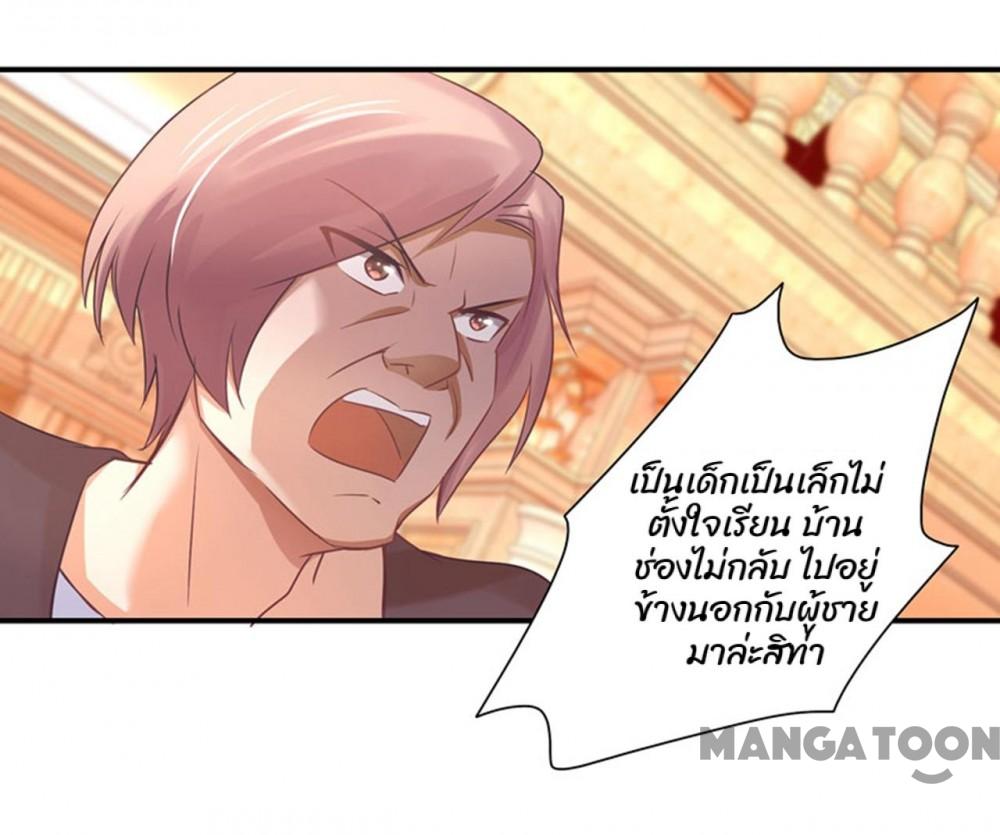 เป็นเด็กเป็นเล็กไม่
ตั้งใจเรียน บ้าน
ช่องไม่กลับ ไปอยู่
ข้างนอกกับผู้ชาย
มาล่ะสิท่า
MANGATOON